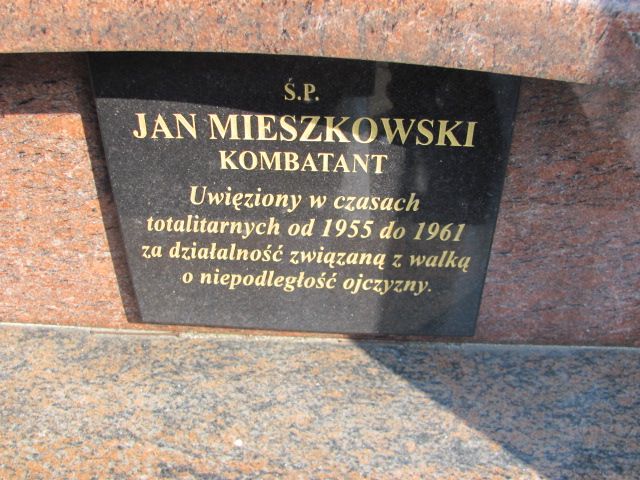 Ś.P.
JAN MIESZKOWSKI
KOMBATANT
Uwięziony w czasach
totalitarnych od 1955 do 1961
za działalność związaną z walką
o niepodległość ojczyzny.